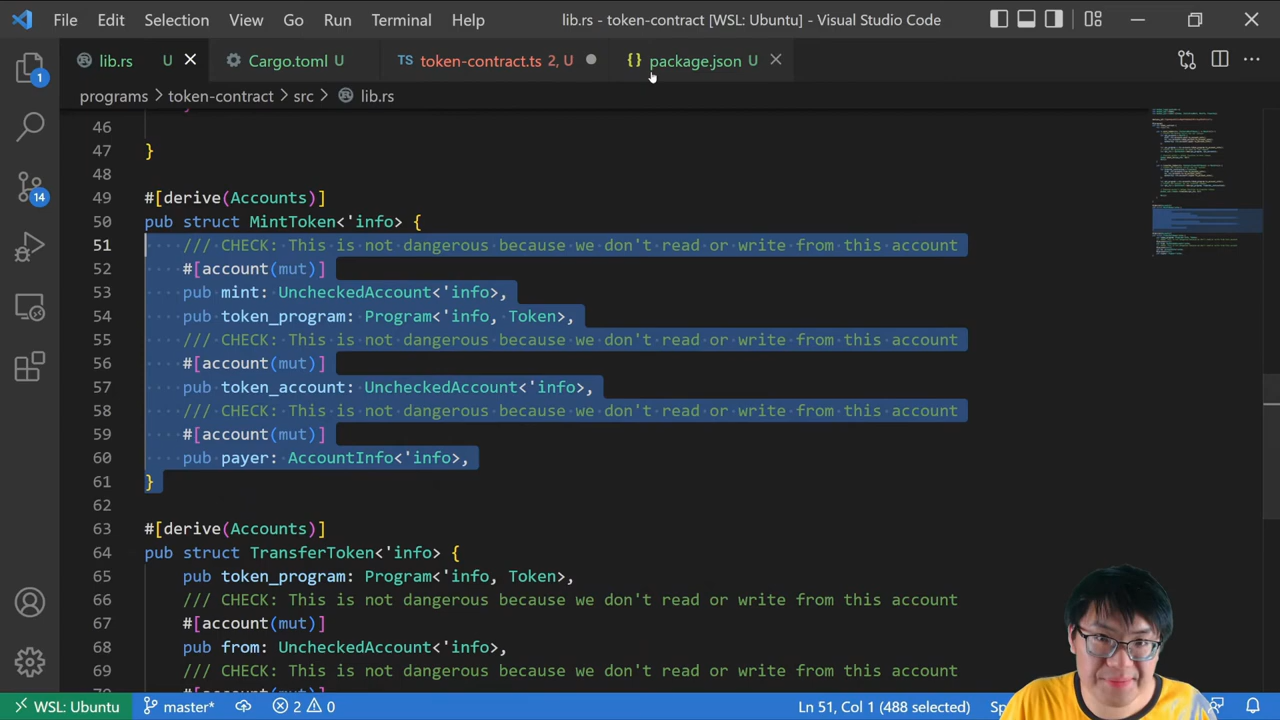 File Edit Selection View Go Run Terminal Help lib.rs - token-contract [WSL: Ubuntu] - Visual Studio Code
lib.rs U Cargo.toml U TS token-contract.ts 2, U {} package.json U
programs > token-contract > src > lib.rs
1
14
46
47 }
48
49 #[derive(Accounts)]
50 pub struct MintToken<'info> {
51 /// CHECK: This is not dangerous because we don't read or write from this account
52 #[account(mut)]
53 pub mint: UncheckedAccount<'info>,
54 pub token_program: Program<'info, Token>,
55 /// CHECK: This is not dangerous because we don't read or write from this account
56 #[account(mut)]
57 pub token_account: UncheckedAccount<'info>,
58 /// CHECK: This is not dangerous because we don't read or write from this account
59 #[account(mut)]
60 pub payer: AccountInfo<'info>,
61 }
62
63 #[derive(Accounts)]
64 pub struct TransferToken<'info> {
65 pub token_program: Program<'info, Token>,
66 /// CHECK: This is not dangerous because we don't read or write from this account
67 #[account(mut)]
68 pub from: UncheckedAccount<'info>,
69 /// CHECK: This is not dangerous because we don't read or write from this account
WSL: Ubuntu master* 2 0 Ln 51, Col 1 (488 selected)